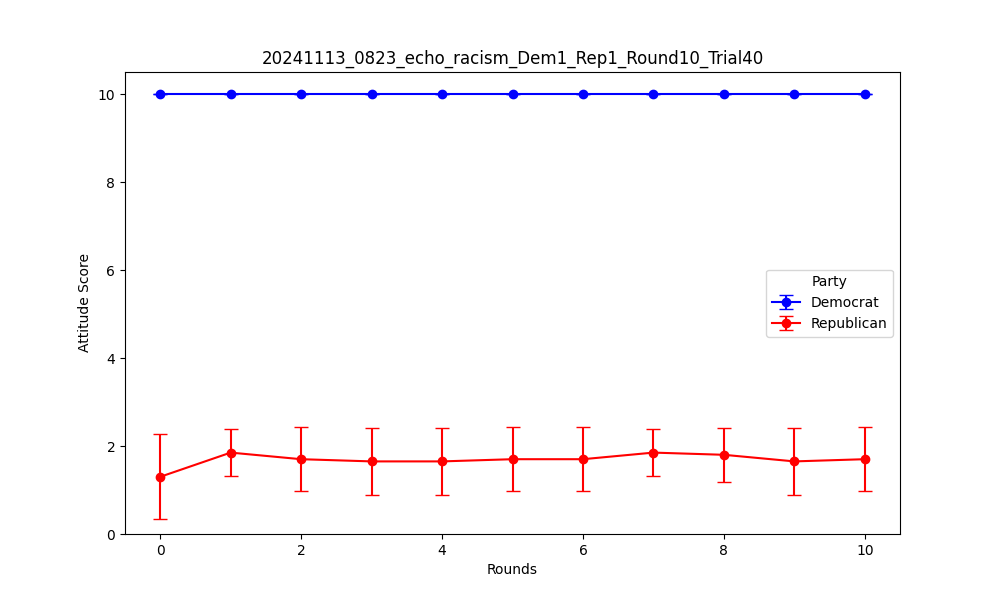 20241113_0823_echo_racism_Dem1_Rep1_Round10_Trial40
10
8
6
4
2
0
Attitude Score
Party
Democrat
Republican
0 2 4 6 8 10
Rounds